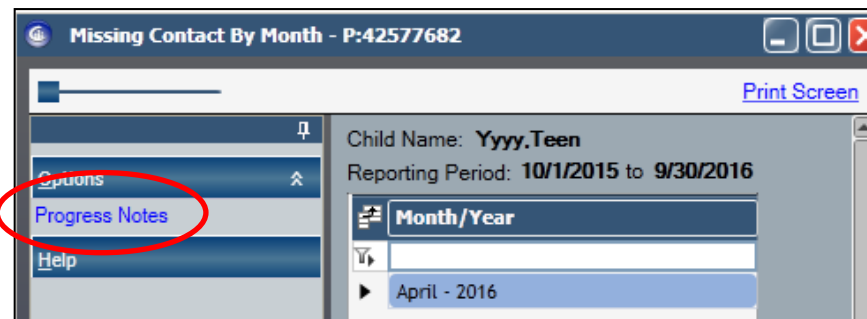 Missing Contact By Month - P:42577682
Print Screen
Options
Progress Notes
Help
Child Name: Yyyy,Teen
Reporting Period: 10/1/2015 to 9/30/2016
Month/Year
April - 2016